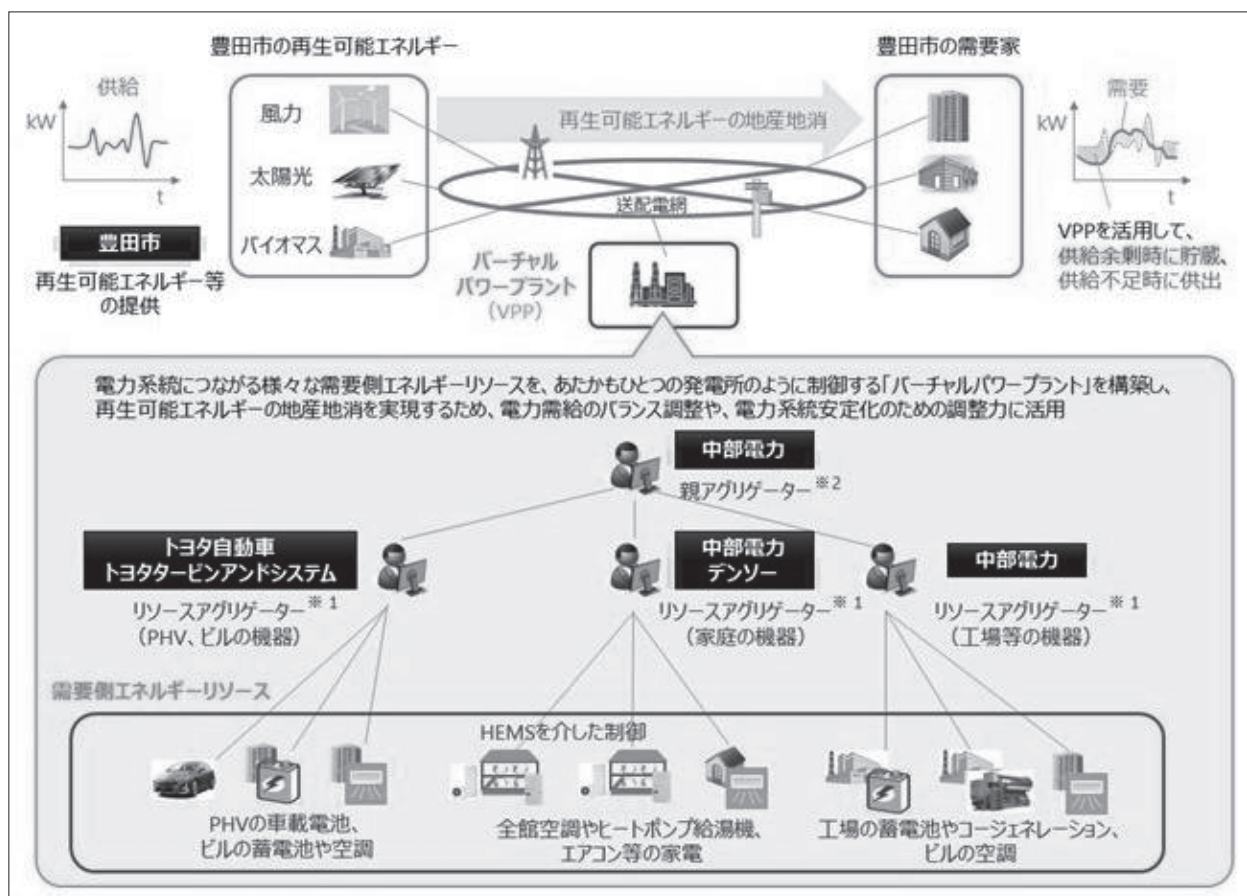 豊田市の再生可能エネルギー
豊田市の需要家
供給
kW
t
風力
太陽光
バイオマス
再生可能エネルギーの地産地消
送配電網
需要
kW
t
豊田市
再生可能エネルギー等
の提供
バーチャル
パワープラント
（VPP）
VPPを活用して、
供給余剰時に貯蔵、
供給不足時に供出
電力系統につながる様々な需要側エネルギーリソースを、あたかもひとつの発電所のように制御する「バーチャルパワープラント」を構築し、
再生可能エネルギーの地産地消を実現するため、電力需給のバランス調整や、電力系統安定化のための調整力に活用
中部電力
親アグリゲーター※2
トヨタ自動車
トヨタタービンアンドシステム
リソースアグリゲーター※1
（PHV、ビルの機器）
中部電力
デンソー
リソースアグリゲーター※1
（家庭の機器）
中部電力
リソースアグリゲーター※1
（工場等の機器）
需要側エネルギーリソース
HEMSを介した制御
PHVの車載電池、
ビルの蓄電池や空調
全館空調やヒートポンプ給湯機、
エアコン等の家電
工場の蓄電池やコージェネレーション、
ビルの空調